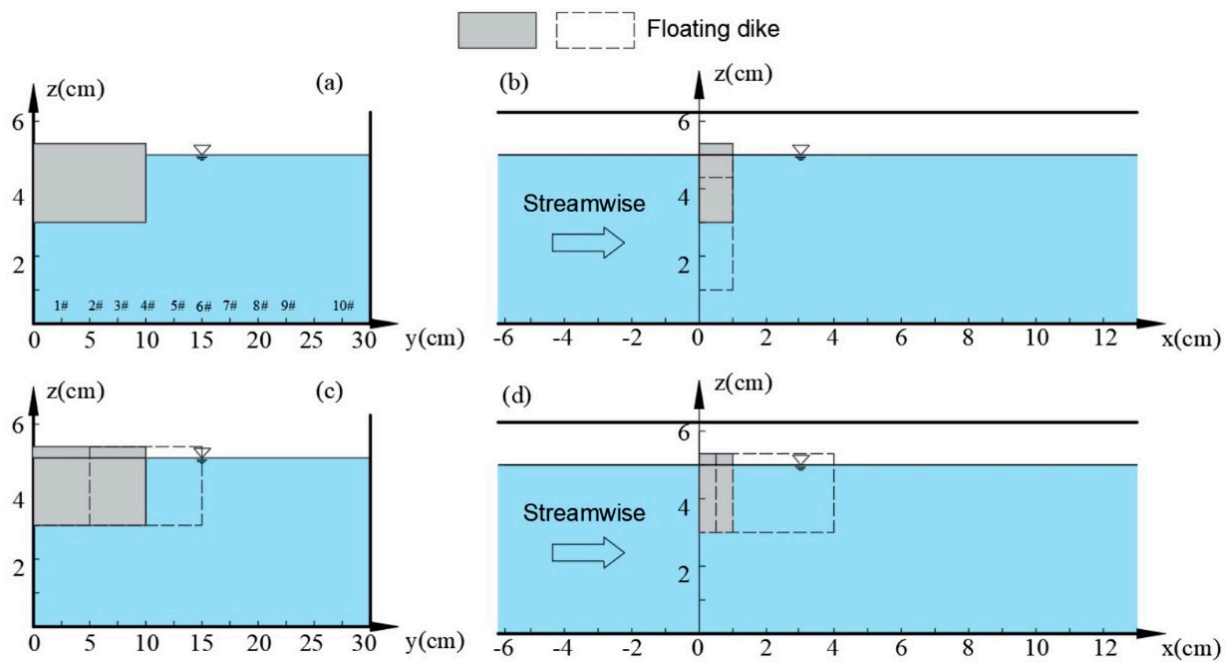 Floating dike
z(cm)
(a)
6
4
2
1# 2# 3# 4# 5# 6# 7# 8# 9# 10#
0 5 10 15 20 25 30 y(cm)
(b)
z(cm)
6
4
2
Streamwise
-6 -4 -2 0 2 4 6 8 10 12 x(cm)
z(cm)
(c)
6
4
2
0 5 10 15 20 25 30 y(cm)
(d)
z(cm)
6
4
2
Streamwise
-6 -4 -2 0 2 4 6 8 10 12 x(cm)